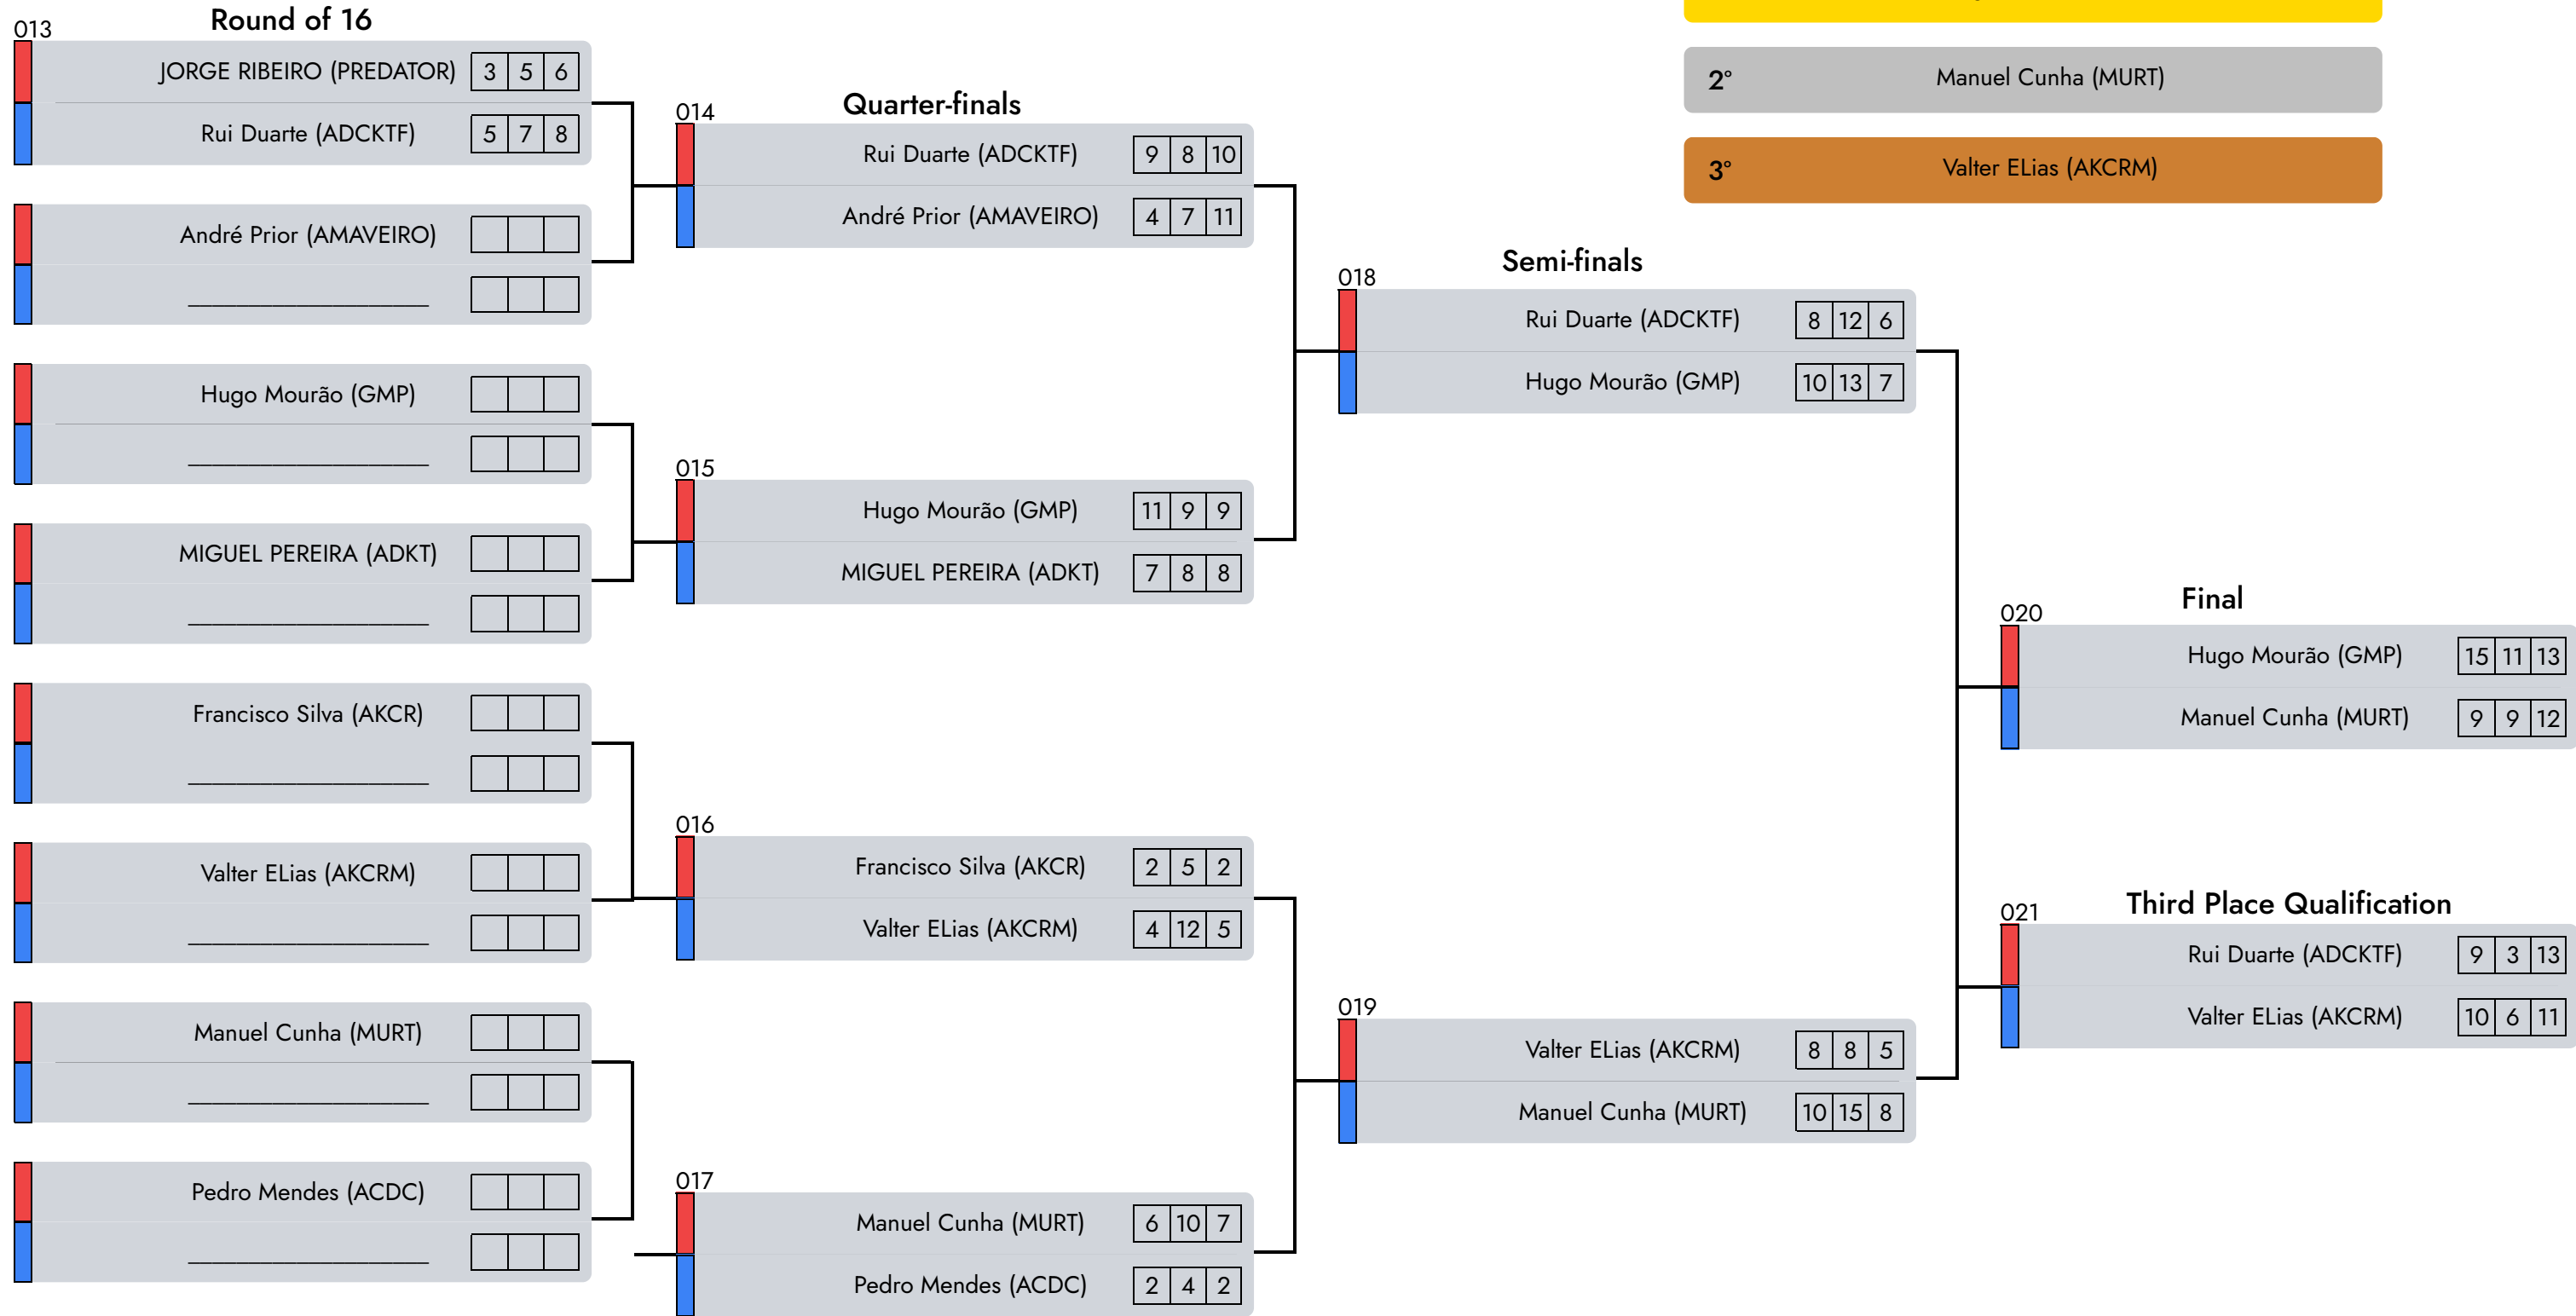 Round of 16
013
JORGE RIBEIRO (PREDATOR) 3 5 6
Rui Duarte (ADCKTF) 5 7 8
André Prior (AMAVEIRO)
___________________
Hugo Mourão (GMP)
___________________
MIGUEL PEREIRA (ADKT)
___________________
Francisco Silva (AKCR)
___________________
Valter ELias (AKCRM)
___________________
Manuel Cunha (MURT)
___________________
Pedro Mendes (ACDC)
___________________
Quarter-finals
014
Rui Duarte (ADCKTF) 9 8 10
André Prior (AMAVEIRO) 4 7 11
015
Hugo Mourão (GMP) 11 9 9
MIGUEL PEREIRA (ADKT) 7 8 8
016
Francisco Silva (AKCR) 2 5 2
Valter ELias (AKCRM) 4 12 5
017
Manuel Cunha (MURT) 6 10 7
Pedro Mendes (ACDC) 2 4 2
Semi-finals
018
Rui Duarte (ADCKTF) 8 12 6
Hugo Mourão (GMP) 10 13 7
019
Valter ELias (AKCRM) 8 8 5
Manuel Cunha (MURT) 10 15 8
2° Manuel Cunha (MURT)
3° Valter ELias (AKCRM)
Final
020
Hugo Mourão (GMP) 15 11 13
Manuel Cunha (MURT) 9 9 12
Third Place Qualification
021
Rui Duarte (ADCKTF) 9 3 13
Valter ELias (AKCRM) 10 6 11